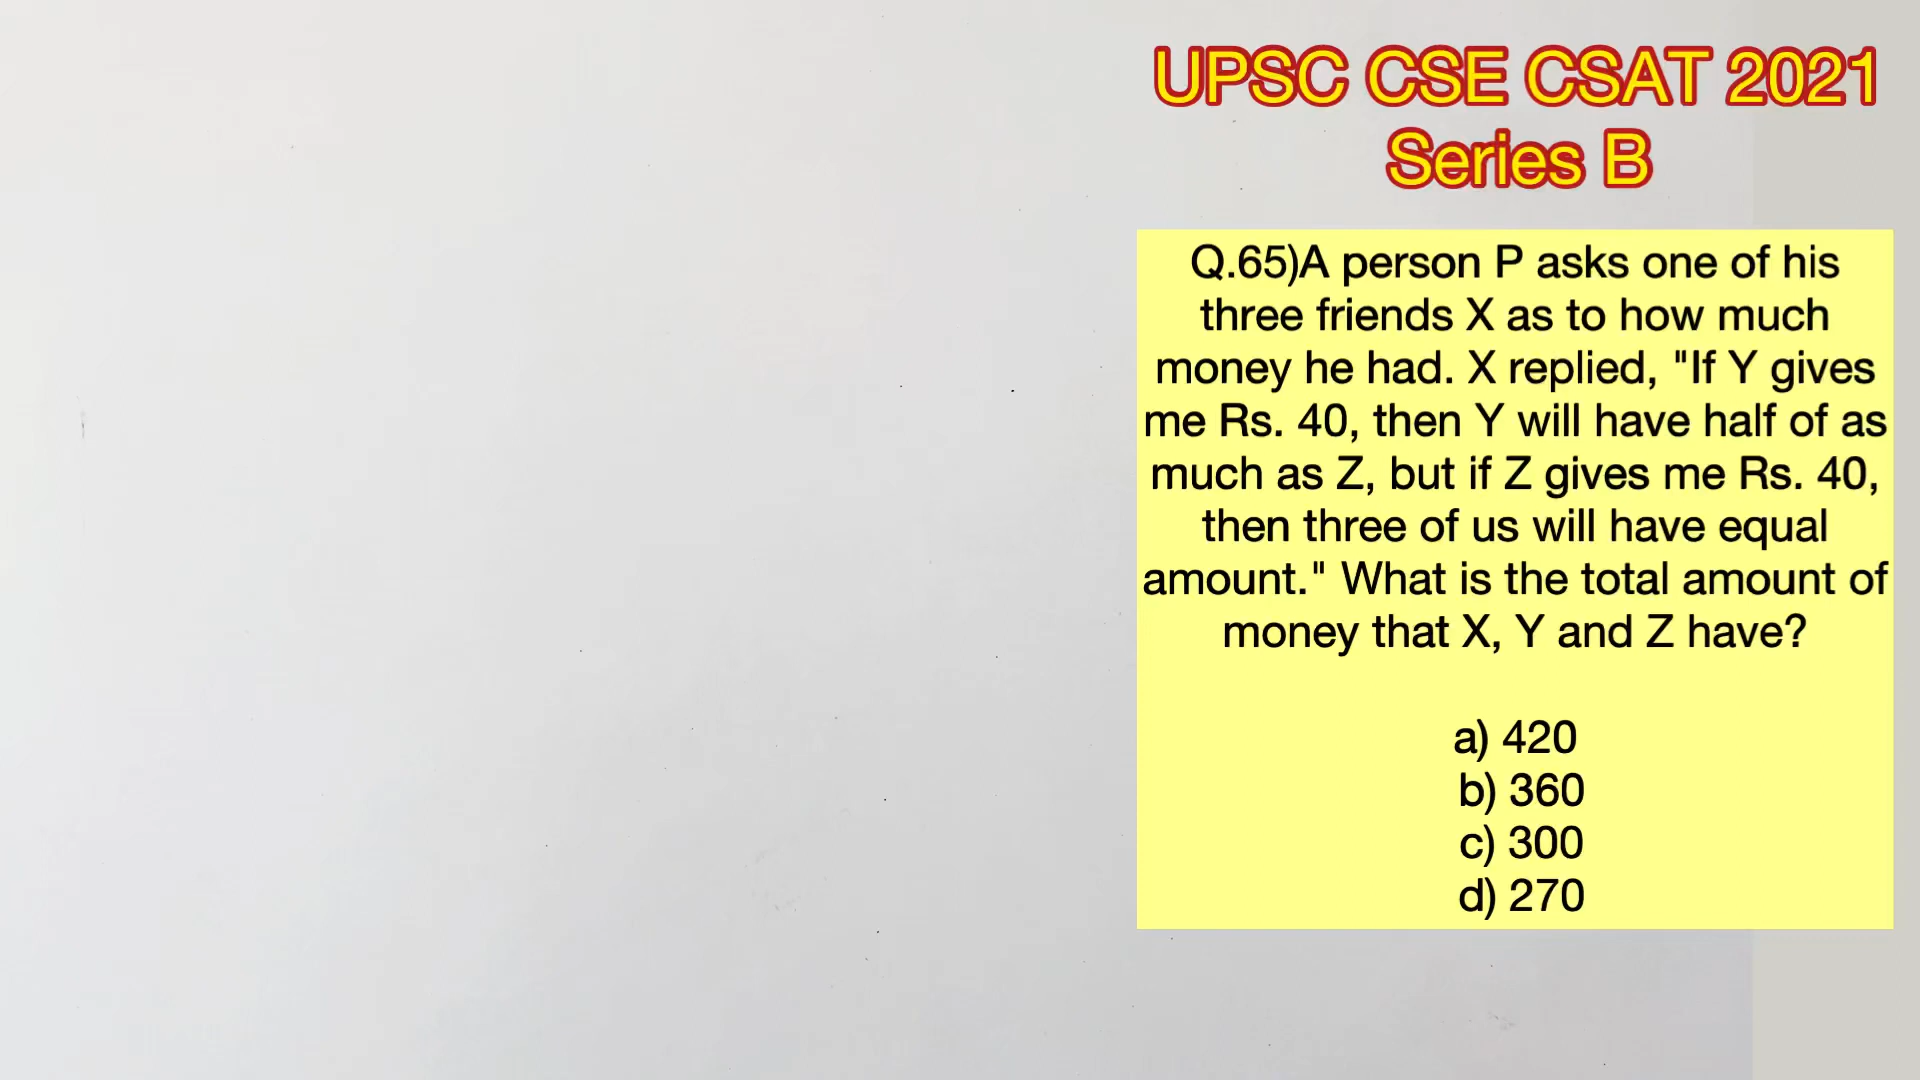 UPSC CSE CSAT 2021
Series B
Q.65)A person P asks one of his
three friends X as to how much
money he had. X replied, "If Y gives
me Rs. 40, then Y will have half of as
much as Z, but if Z gives me Rs. 40,
then three of us will have equal
amount." What is the total amount of
money that X, Y and Z have?
a) 420
b) 360
c) 300
d) 270